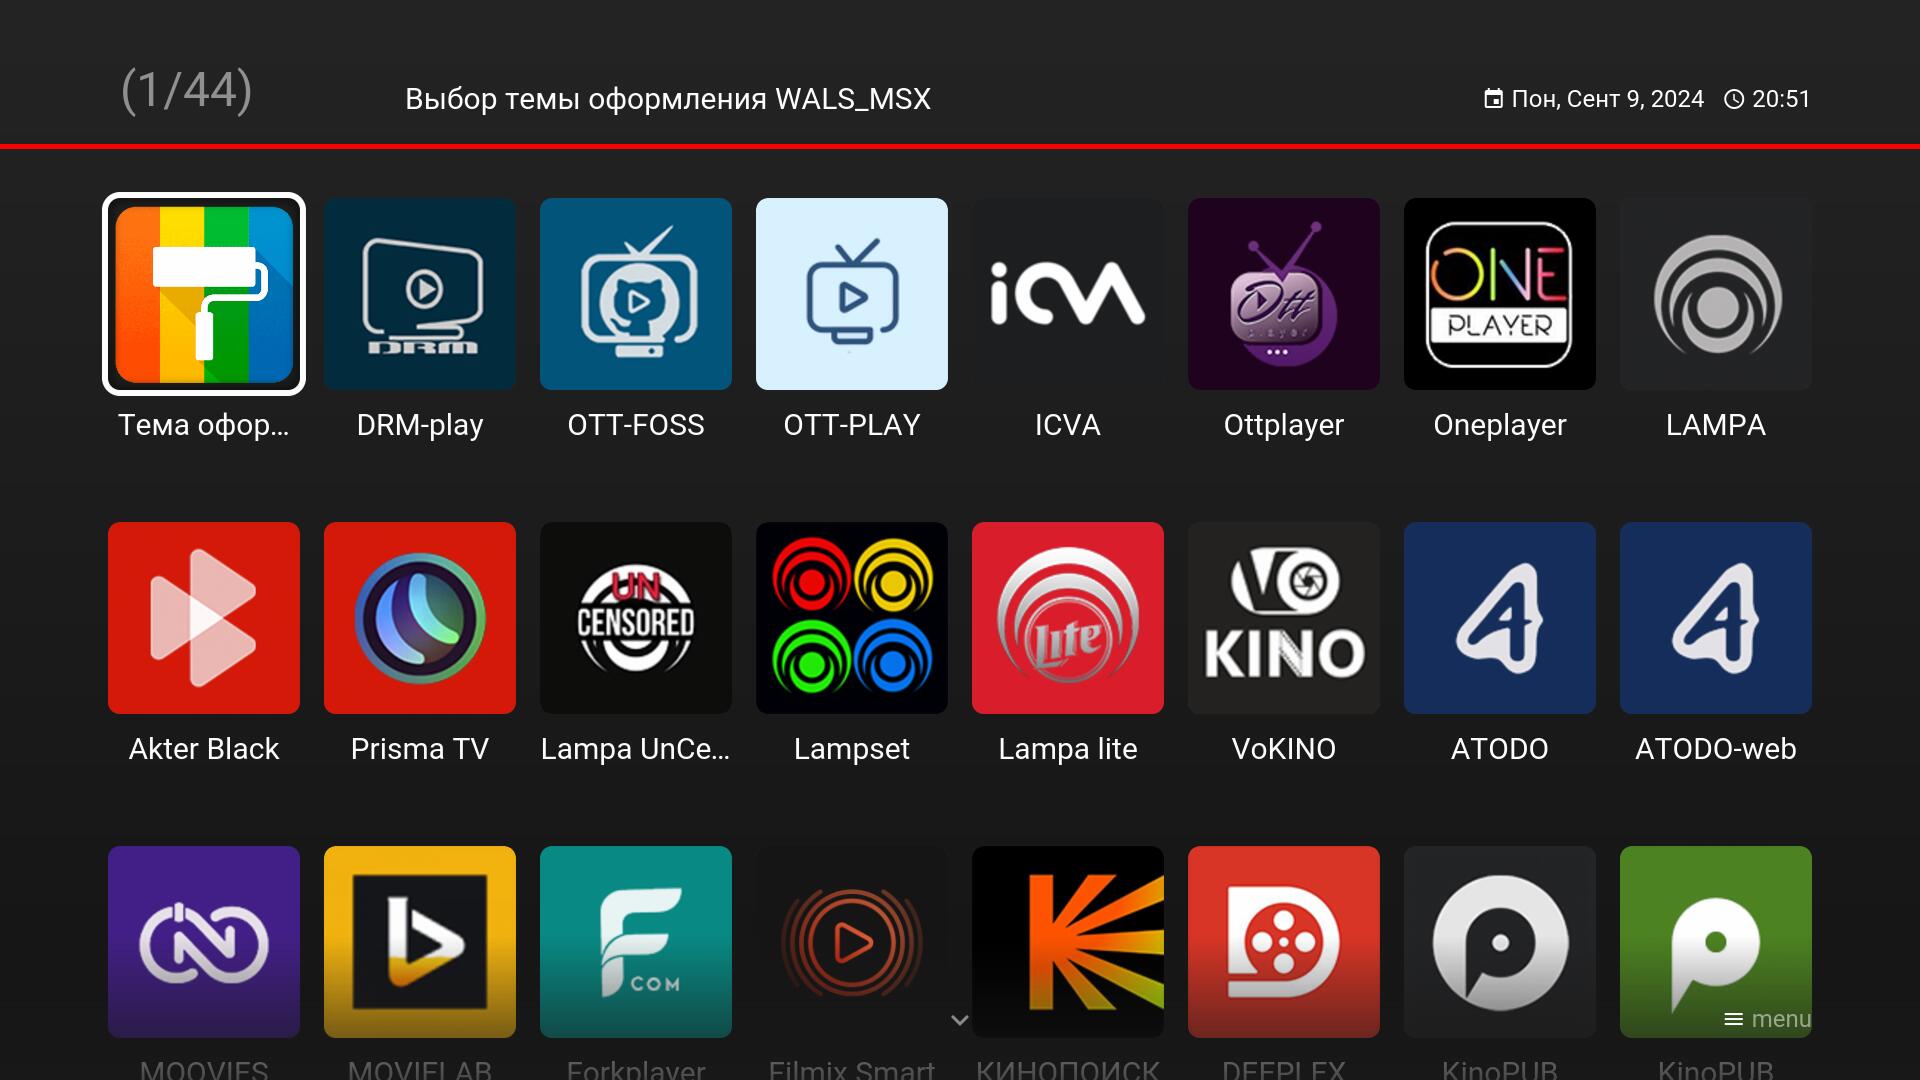 (1/44)
Выбор темы оформления WALS_MSX
Пон, Сент 9, 2024 20:51
DRM
iCVA
Ott
player
ONE
PLAYER
Тема офор...
DRM-play
OTT-FOSS
OTT-PLAY
ICVA
Ottplayer
Oneplayer
LAMPA
UN
CENSORED
Lite
VO
KINO
Akter Black
Prisma TV
Lampa UnCe...
Lampset
Lampa lite
VoKINO
ATODO
ATODO-web
COM
menu
MOOVIES
MOVIELAB
Forkplayer
Filmix Smart
КИНОПОИСК
DEEPLEX
KinoPUB
KinoPUB